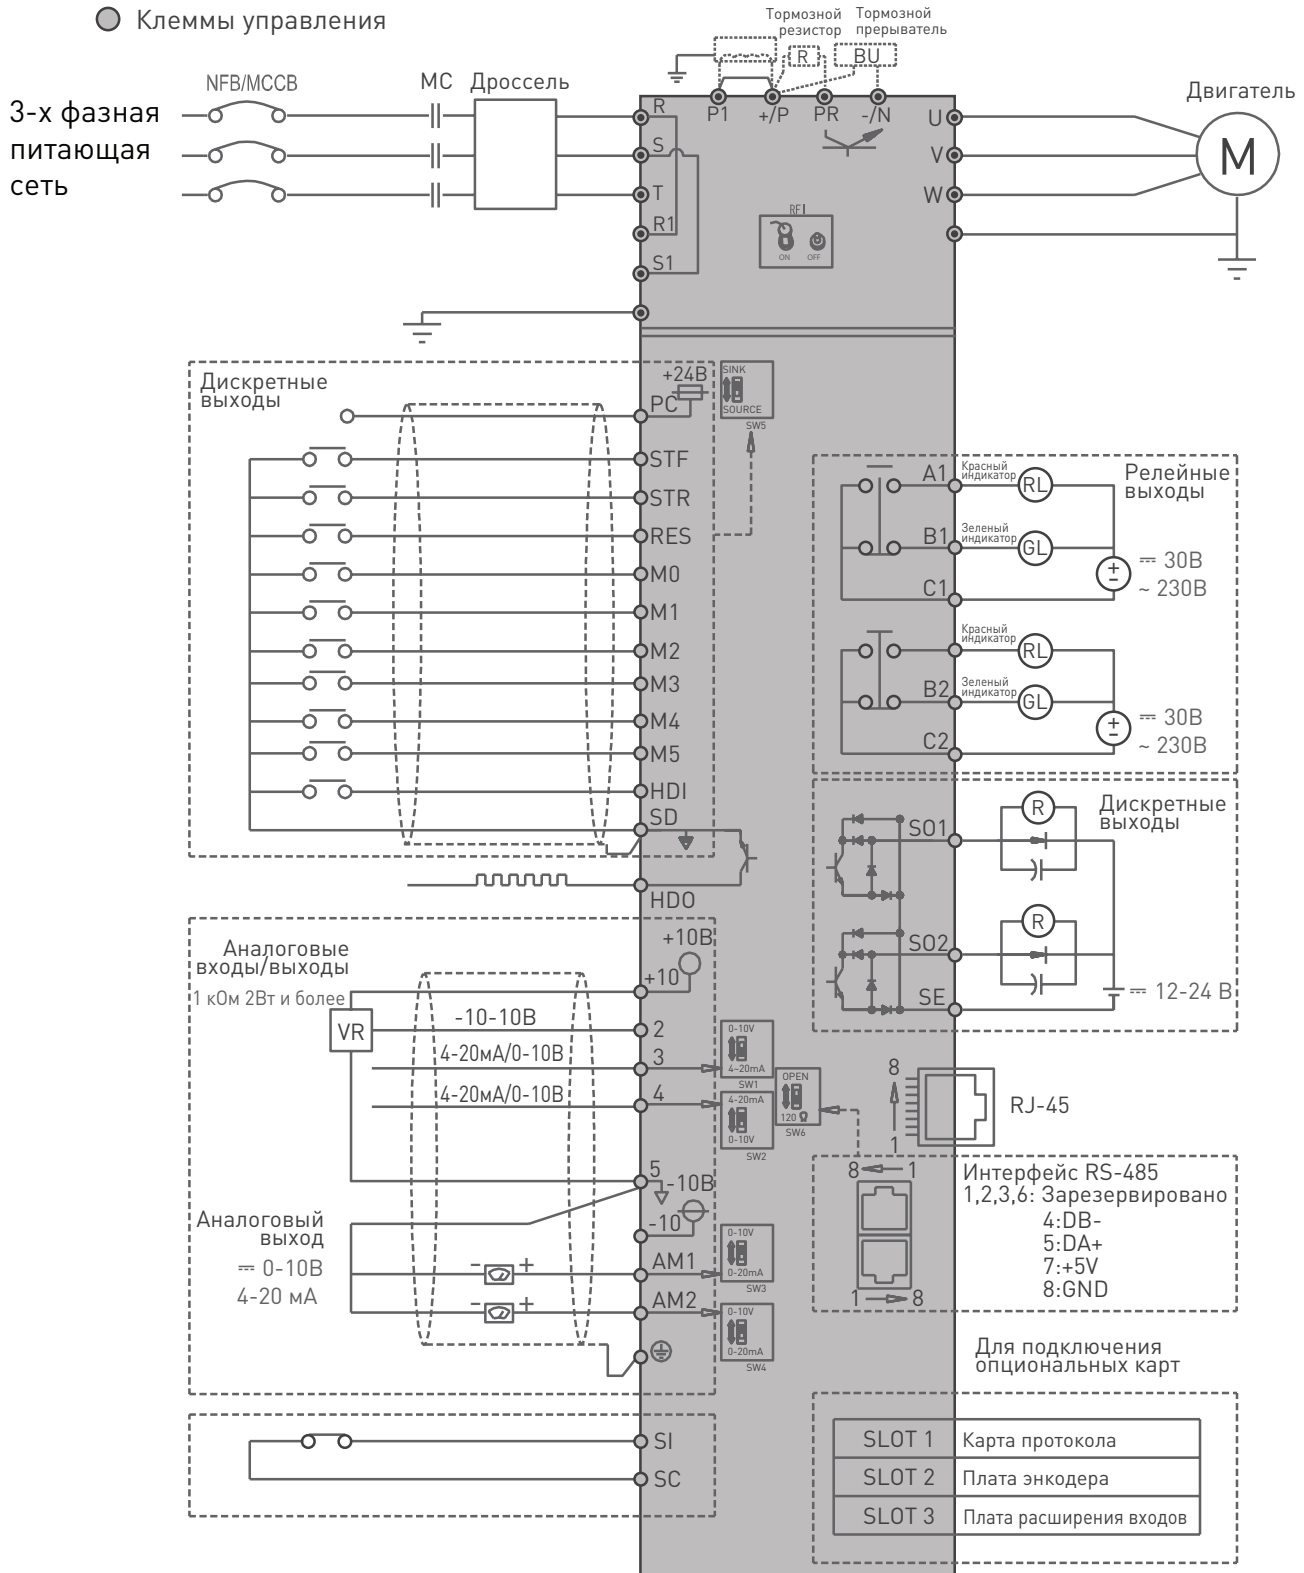 Клеммы управления
Тормозной резистор
Тормозной прерыватель
R
BU
NFB/MCCB
MC
Дроссель
3-х фазная
питающая
сеть
P1
+/P
PR
-/N
R
S
T
R1
S1
U
V
W
Двигатель
M
RFI
ON
OFF
Дискретные
выходы
+24В
PC
SINK
SOURCE
SW5
STF
STR
RES
M0
M1
M2
M3
M4
M5
HDI
SD
HDO
Релейные
выходы
A1
Красный
индикатор
RL
B1
Зеленый
индикатор
GL
C1
+
-
⎓ 30В
~ 230В
Красный
индикатор
RL
B2
Зеленый
индикатор
GL
C2
+
-
⎓ 30В
~ 230В
Дискретные
выходы
SO1
R
SO2
R
SE
⎓ 12-24 В
Аналоговые
входы/выходы
1 кОм 2Вт и более
VR
+10В
+10
-10-10В
2
4-20мА/0-10В
3
4-20мА/0-10В
4
0-10V
4~20mA
SW1
4-20mA
0-10V
SW2
OPEN
120 Ω
SW6
5
-10В
-10
Аналоговый
выход
⎓ 0-10В
4-20 мА
- +
AM1
- +
AM2
0-10V
0-20mA
SW3
0-10V
0-20mA
SW4
8
1
RJ-45
8
1
1
8
Интерфейс RS-485
1,2,3,6: Зарезервировано
4:DB-
5:DA+
7:+5V
8:GND
Для подключения
опциональных карт
SI
SC
SLOT 1 Карта протокола
SLOT 2 Плата энкодера
SLOT 3 Плата расширения входов